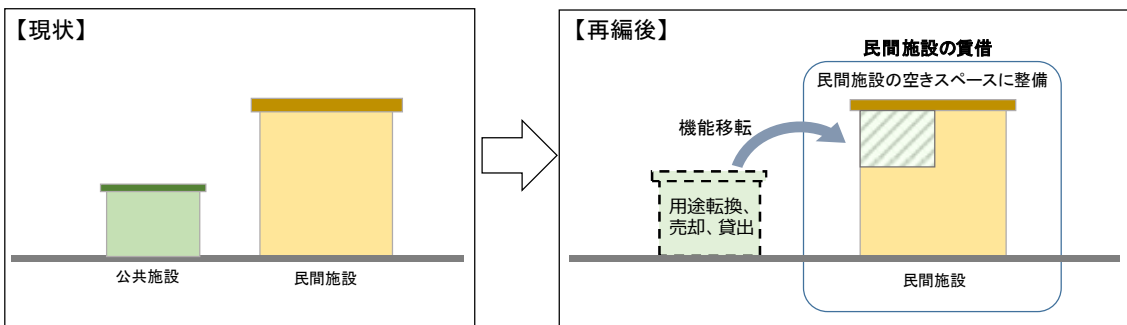 【現状】
公共施設
民間施設
【再編後】
民間施設の賃借
民間施設の空きスペースに整備
機能移転
用途転換、
売却、貸出
民間施設